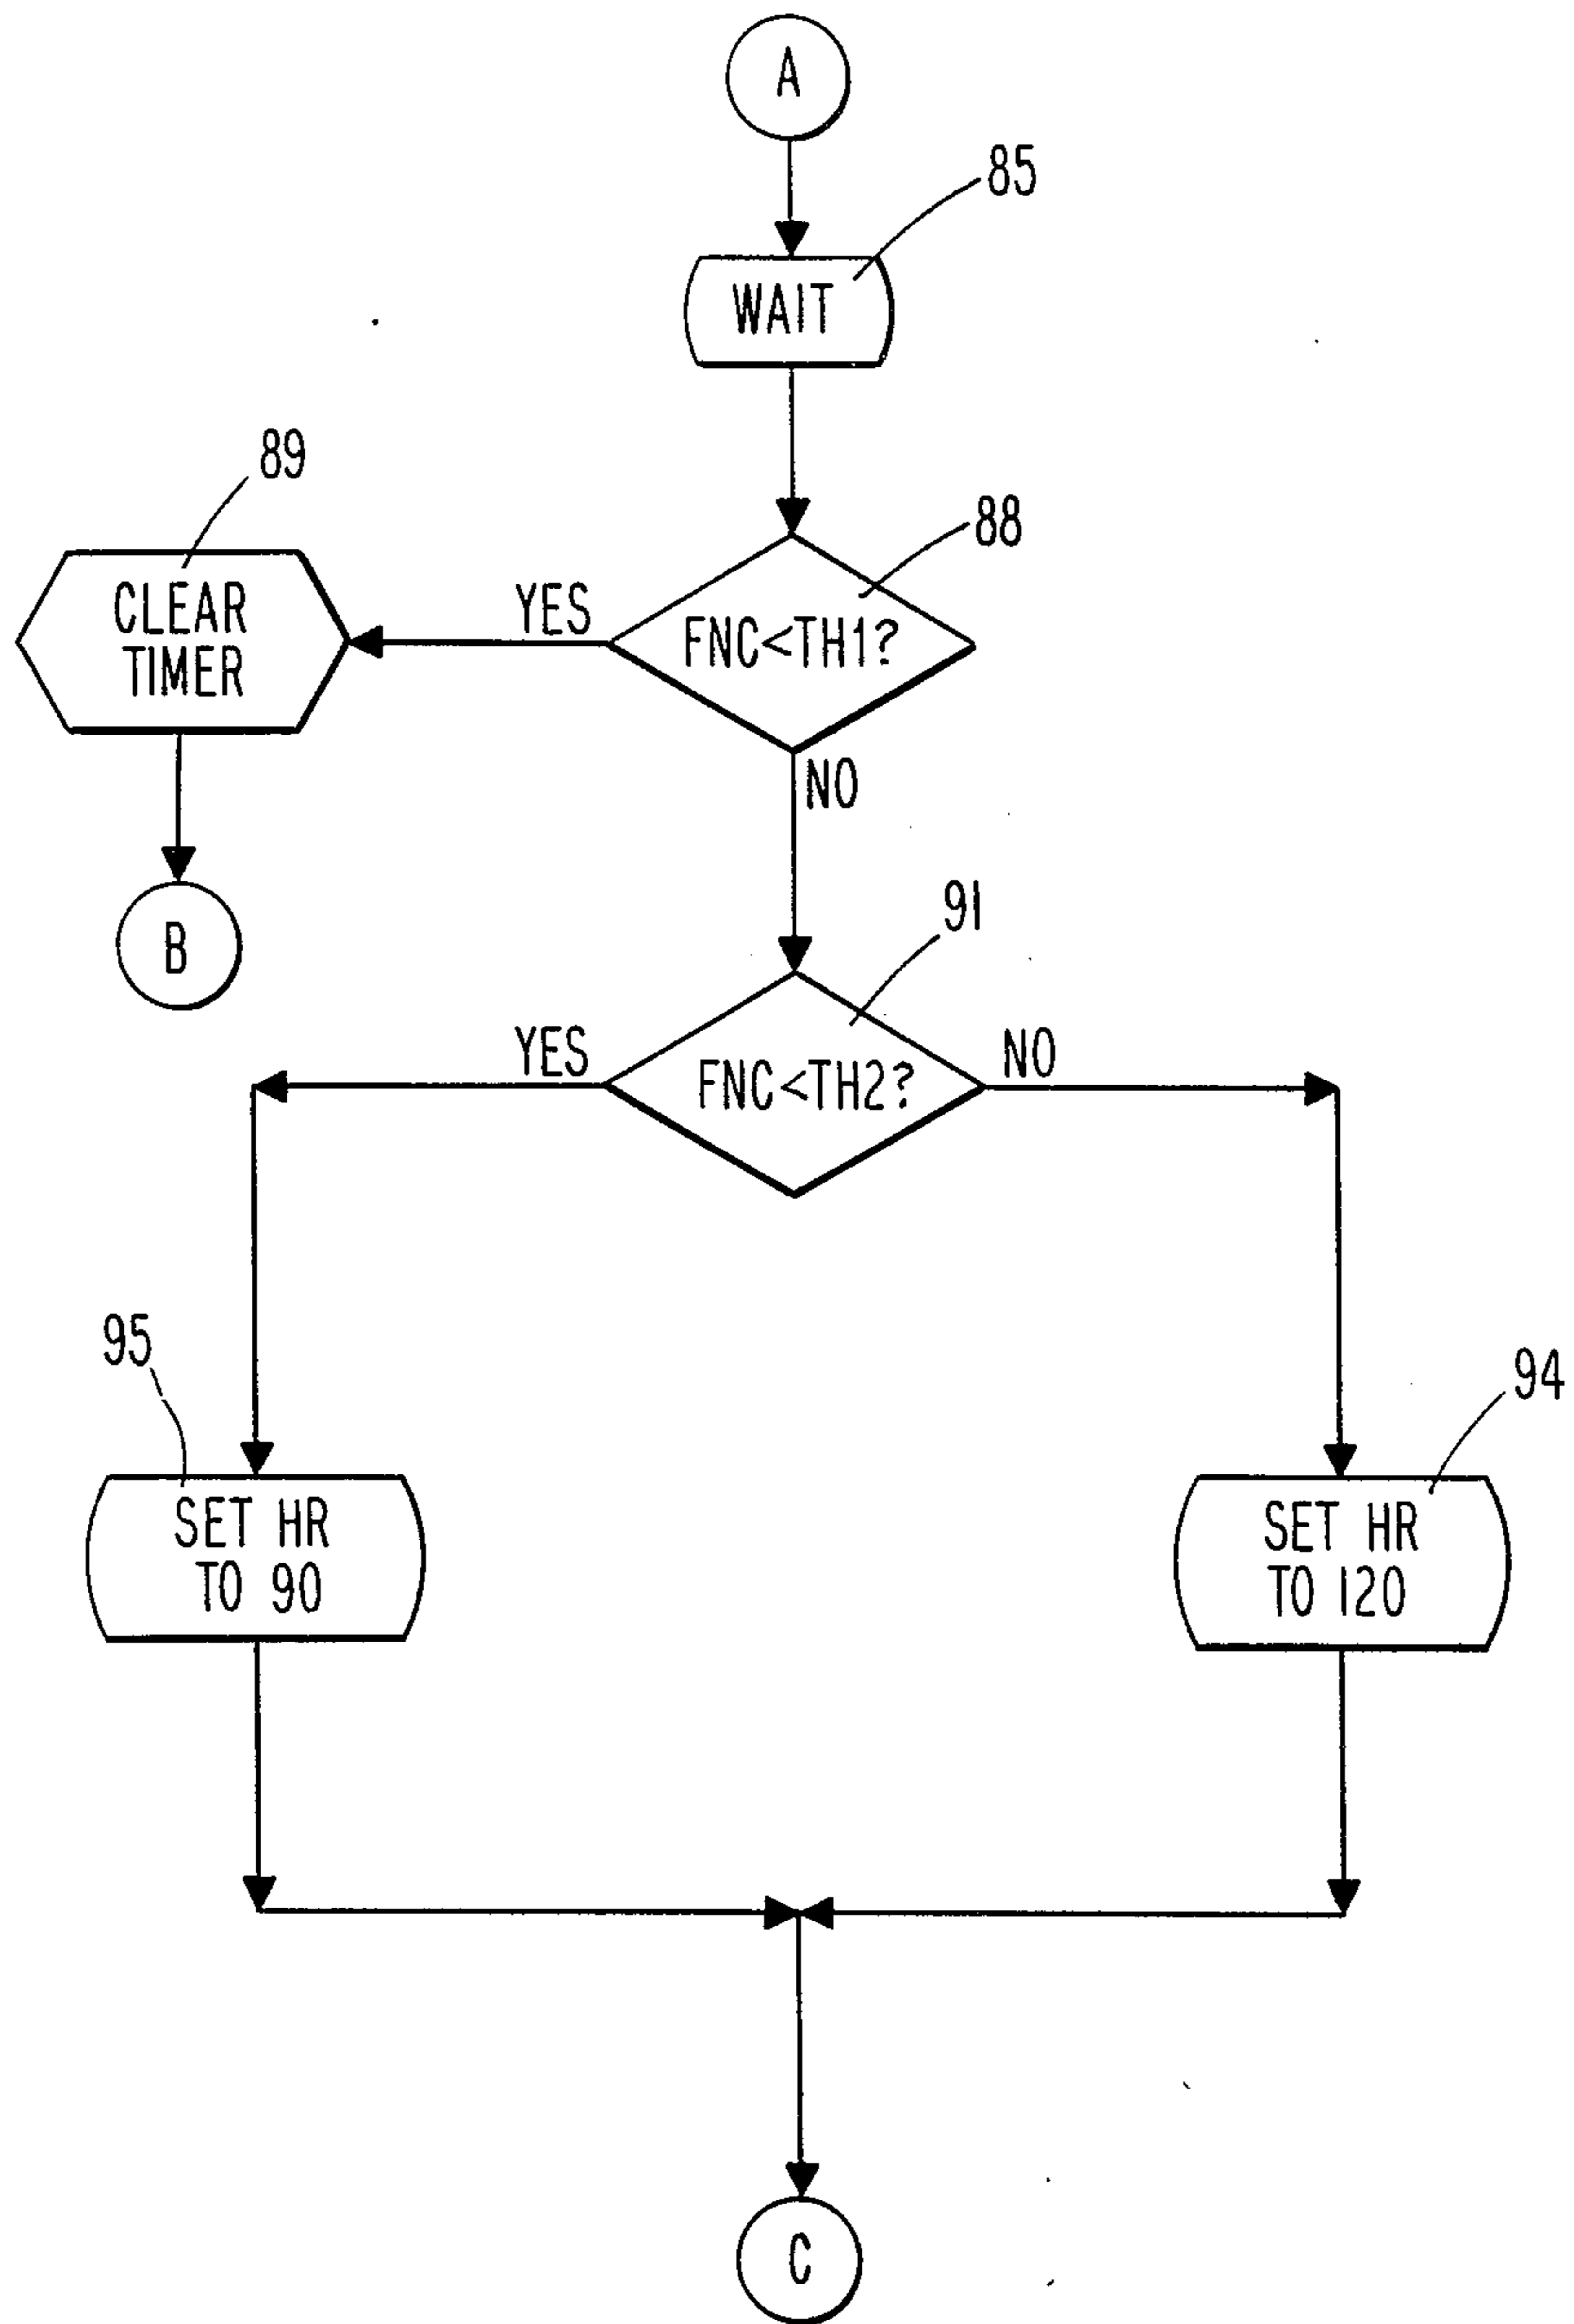 A
85
WAIT
89
88
CLEAR
TIMER
YES
FNC<TH1?
NO
B
91
YES
FNC<TH2?
NO
95
94
SET HR
TO 90
SET HR
TO 120
C